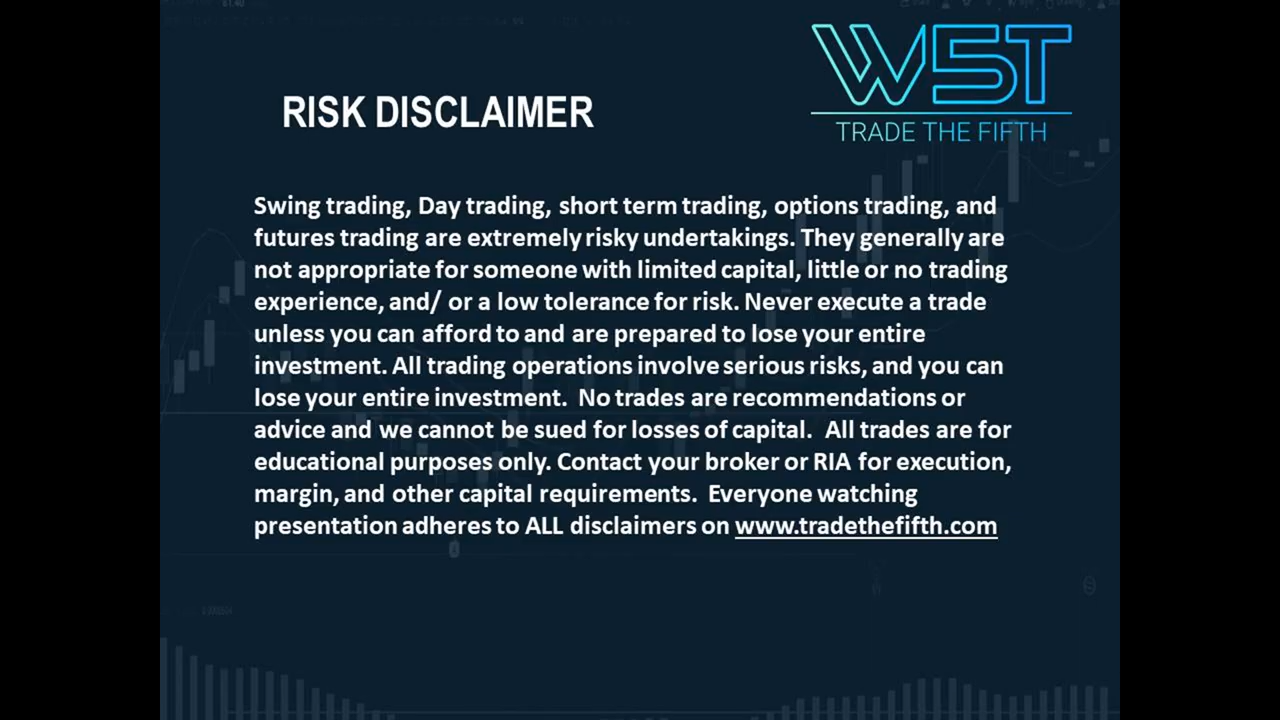 W5T
TRADE THE FIFTH
RISK DISCLAIMER
Swing trading, Day trading, short term trading, options trading, and
futures trading are extremely risky undertakings. They generally are
not appropriate for someone with limited capital, little or no trading
experience, and/ or a low tolerance for risk. Never execute a trade
unless you can afford to and are prepared to lose your entire
investment. All trading operations involve serious risks, and you can
lose your entire investment.  No trades are recommendations or
advice and we cannot be sued for losses of capital.  All trades are for
educational purposes only. Contact your broker or RIA for execution,
margin, and other capital requirements.  Everyone watching
presentation adheres to ALL disclaimers on www.tradethefifth.com